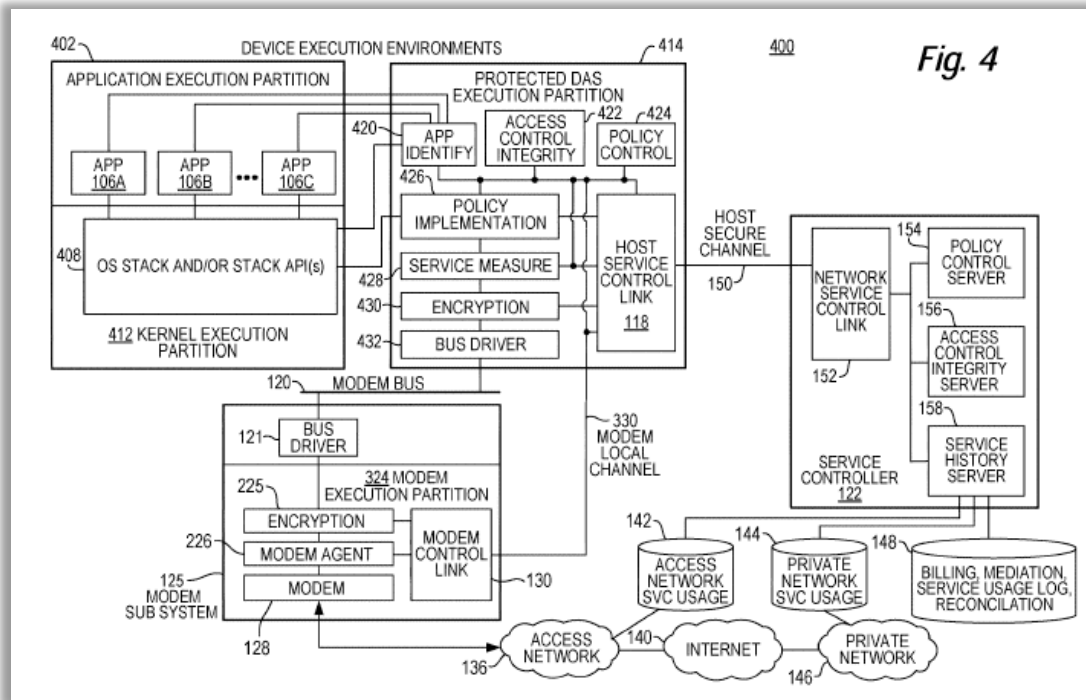 402
DEVICE EXECUTION ENVIRONMENTS
414
400
Fig. 4
APPLICATION EXECUTION PARTITION
PROTECTED DAS
EXECUTION PARTITION
420
APP
IDENTIFY
422
ACCESS
CONTROL
INTEGRITY
424
POLICY
CONTROL
APP
106A
APP
106B
•••
APP
106C
426
POLICY
IMPLEMENTATION
408
OS STACK AND/OR STACK API(s)
428
SERVICE MEASURE
430
ENCRYPTION
432
BUS DRIVER
HOST
SERVICE
CONTROL
LINK
118
412 KERNEL EXECUTION
PARTITION
HOST
SECURE
CHANNEL
150
NETWORK
SERVICE
CONTROL
LINK
152
154
POLICY
CONTROL
SERVER
156
ACCESS
CONTROL
INTEGRITY
SERVER
158
SERVICE
HISTORY
SERVER
SERVICE
CONTROLLER
122
120
MODEM BUS
121
BUS
DRIVER
330
MODEM
LOCAL
CHANNEL
324 MODEM
EXECUTION PARTITION
225
ENCRYPTION
226
MODEM AGENT
MODEM
128
MODEM
CONTROL
LINK
130
125
MODEM
SUB SYSTEM
142
ACCESS
NETWORK
SVC USAGE
144
PRIVATE
NETWORK
SVC USAGE
148
BILLING, MEDIATION,
SERVICE USAGE LOG,
RECONCILATION
ACCESS
NETWORK
136
140
INTERNET
PRIVATE
NETWORK
146